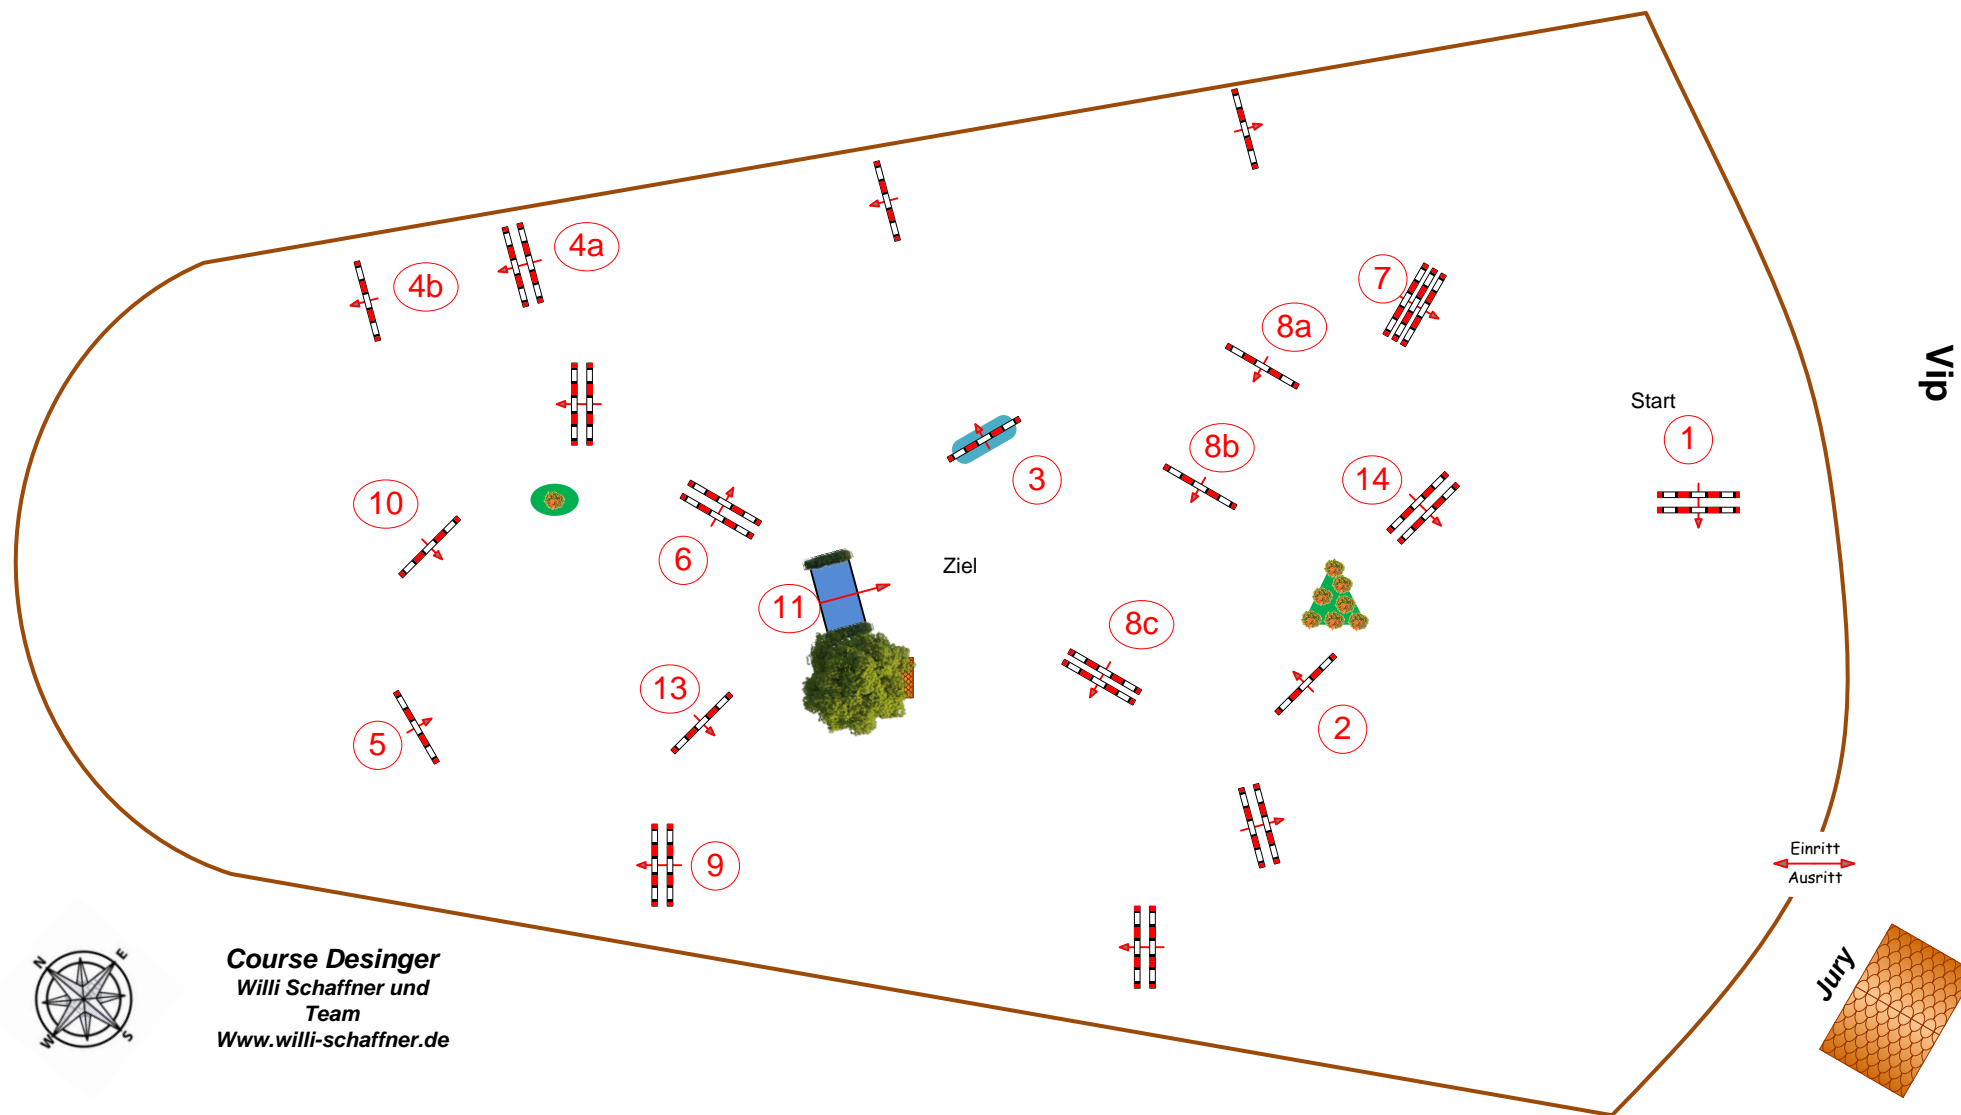 4a
4b
7
8a
Vip
Start
1
8b
3
14
10
6
Ziel
11
8c
13
2
5
9
Einritt
Ausritt
Jury
N
E
W
S
Course Desinger
Willi Schaffner und
Team
Www.willi-schaffner.de